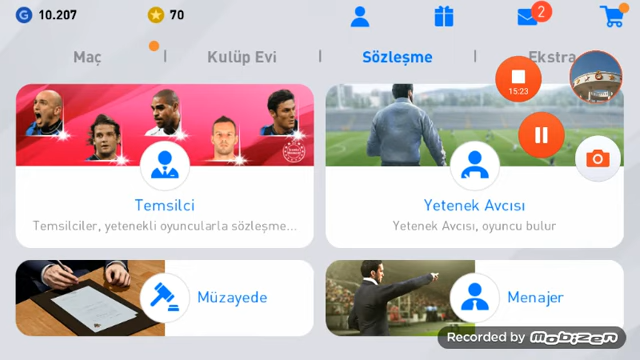 G 10.207 70
2
Maç Kulüp Evi Sözleşme Ekstra
15:23
Temsilci
Temsilciler, yetenekli oyuncularla sözleşme...
Yetenek Avcısı
Yetenek Avcısı, oyuncu bulur
Müzayede
Menajer
Recorded by mobizen